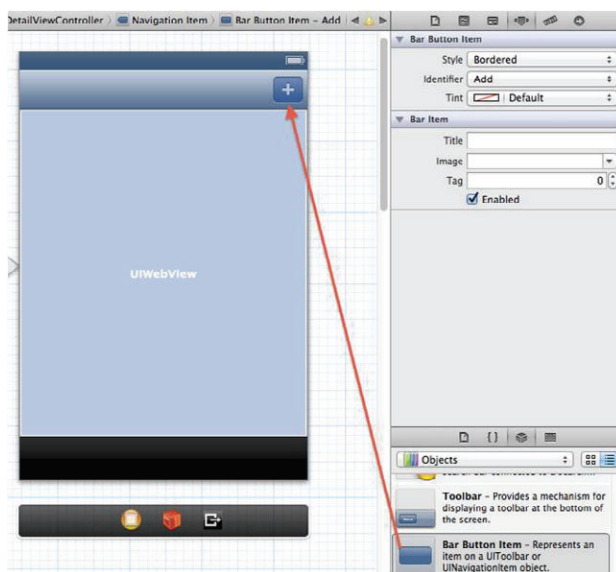 DetailViewController Navigation Item Bar Button Item – Add
Bar Button Item
Style Bordered
Identifier Add
Tint Default
Bar Item
Title
Image
Tag 0
Enabled
UIWebView
{ }
Objects
Toolbar – Provides a mechanism for
displaying a toolbar at the bottom of
the screen.
Bar Button Item – Represents an
item on a UIToolbar or
UINavigationItem object.